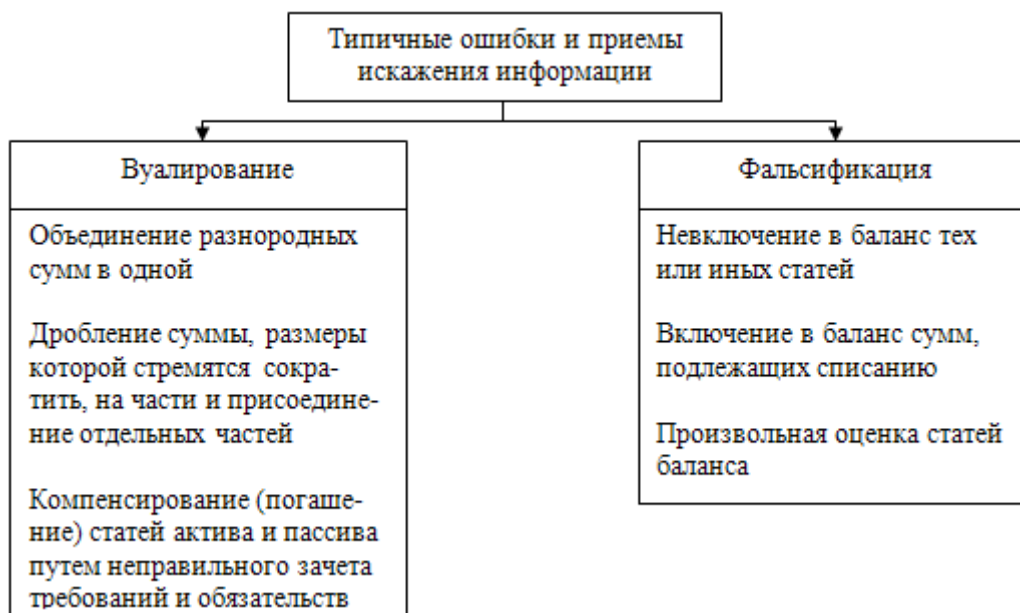 Типичные ошибки и приемы
искажения информации
Вуалирование
Объединение разнородных
сумм в одной
Дробление суммы, размеры
которой стремятся сокра-
тить, на части и присоедине-
ние отдельных частей
Компенсирование (погаше-
ние) статей актива и пассива
путем неправильного зачета
требований и обязательств
Фальсификация
Невключение в баланс тех
или иных статей
Включение в баланс сумм,
подлежащих списанию
Произвольная оценка статей
баланса